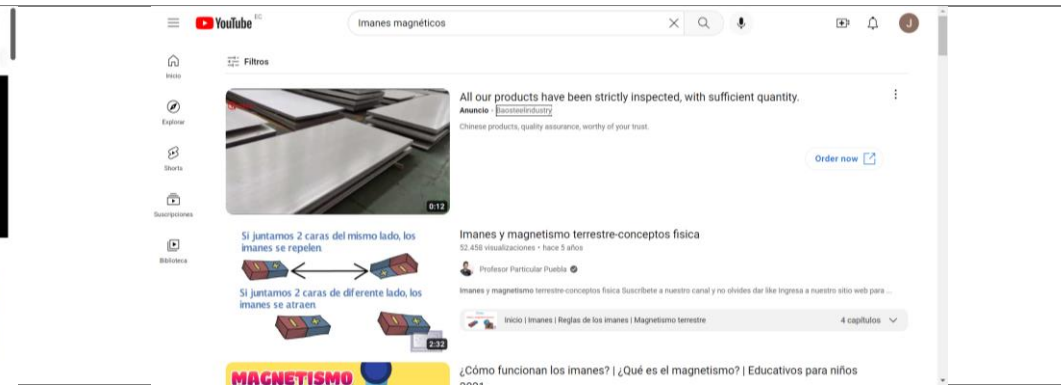 YouTube EC
Imanes magnéticos
J
Inicio
Explorar
Shorts
Suscripciones
Biblioteca
Filtros
0:12
All our products have been strictly inspected, with sufficient quantity.
Anuncio · Baosteelindustry
Chinese products, quality assurance, worthy of your trust.
Order now
Si juntamos 2 caras del mismo lado, los
imanes se repelen
Si juntamos 2 caras de diferente lado, los
imanes se atraen
2:32
Imanes y magnetismo terrestre-conceptos fisica
52.458 visualizaciones • hace 5 años
Profesor Particular Puebla
Imanes y magnetismo terrestre-conceptos fisica Suscríbete a nuestro canal y no olvides dar like Ingresa a nuestro sitio web para ...
Inicio | Imanes | Reglas de los imanes | Magnetismo terrestre
4 capítulos
MAGNETISMO
¿Cómo funcionan los imanes? | ¿Qué es el magnetismo? | Educativos para niños